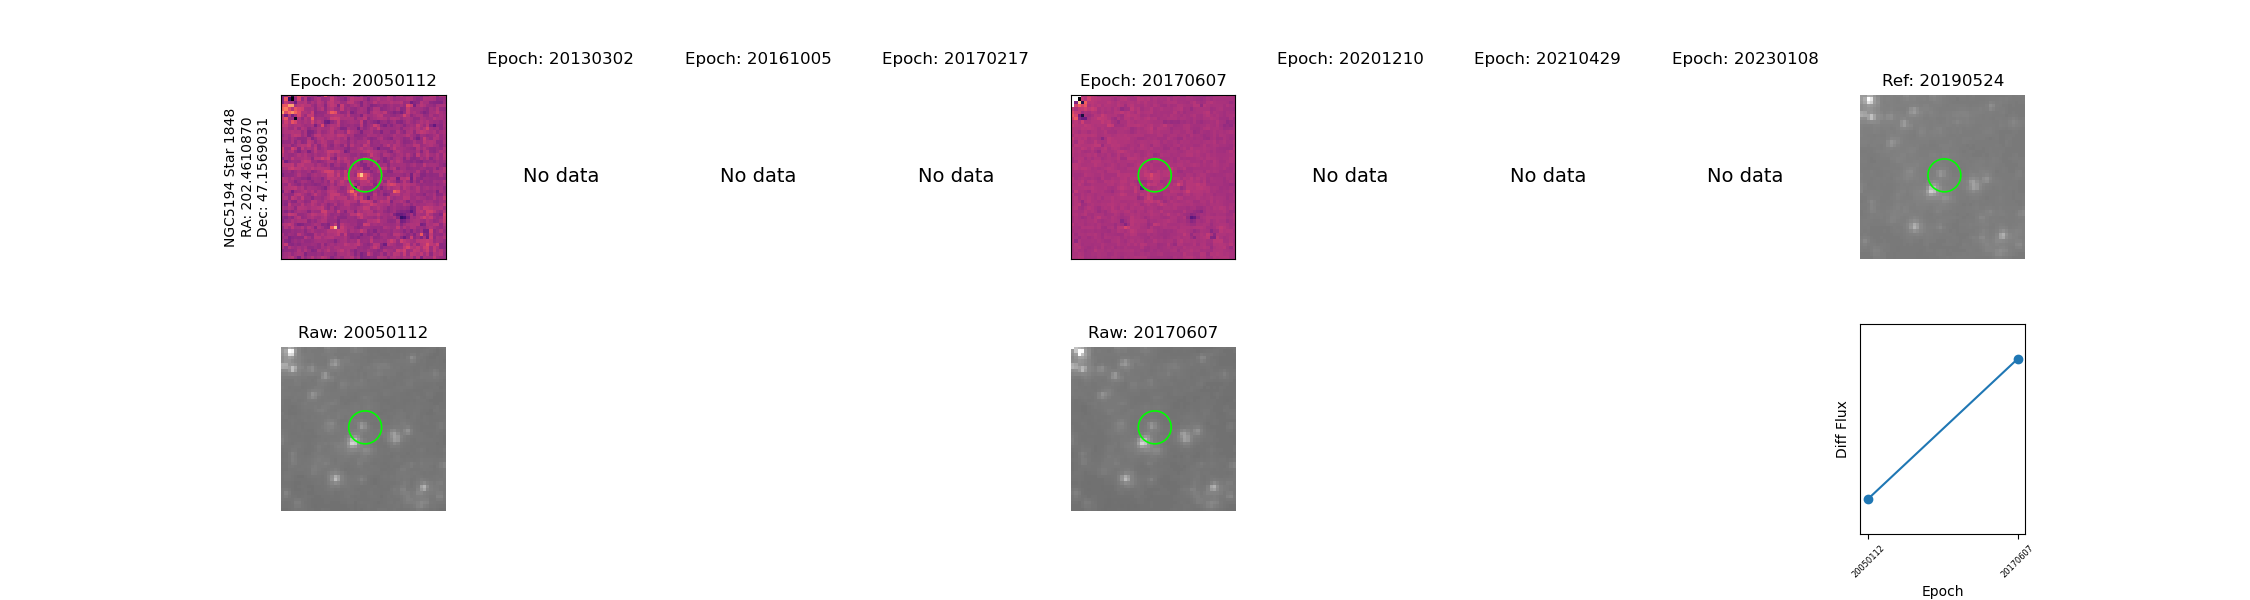 Epoch: 20050112
Epoch: 20130302
Epoch: 20161005
Epoch: 20170217
Epoch: 20170607
Epoch: 20201210
Epoch: 20210429
Epoch: 20230108
Ref: 20190524
NGC5194 Star 1848
RA: 202.4610870
Dec: 47.1569031
No data
No data
No data
No data
No data
No data
Raw: 20050112
Raw: 20170607
Diff Flux
20050112
20170607
Epoch